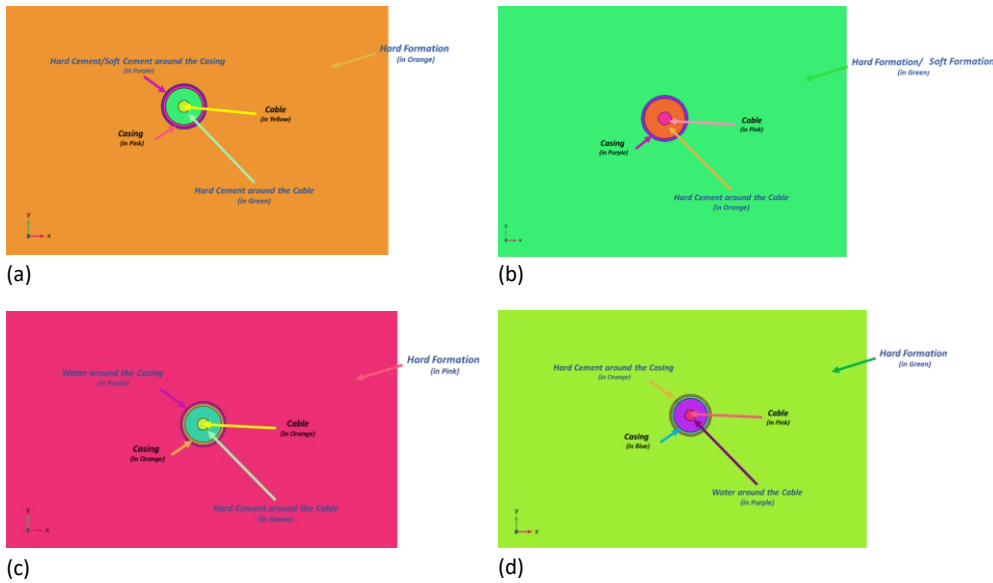 Hard Cement/Soft Cement around the Casing
(in Purple)
Hard Formation
(in Orange)
Cable
(in Yellow)
Casing
(in Pink)
Hard Cement around the Cable
(in Green)
y
z
x
(a)
Hard Formation/ Soft Formation
(in Green)
Cable
(in Pink)
Casing
(in Purple)
Hard Cement around the Cable
(in Orange)
y
z
x
(b)
Water around the Casing
(in Purple)
Hard Formation
(in Pink)
Cable
(in Orange)
Casing
(in Orange)
Hard Cement around the Cable
(in Green)
y
z
x
(c)
Hard Cement around the Casing
(in Orange)
Hard Formation
(in Green)
Cable
(in Pink)
Casing
(in Blue)
Water around the Cable
(in Purple)
y
z
x
(d)